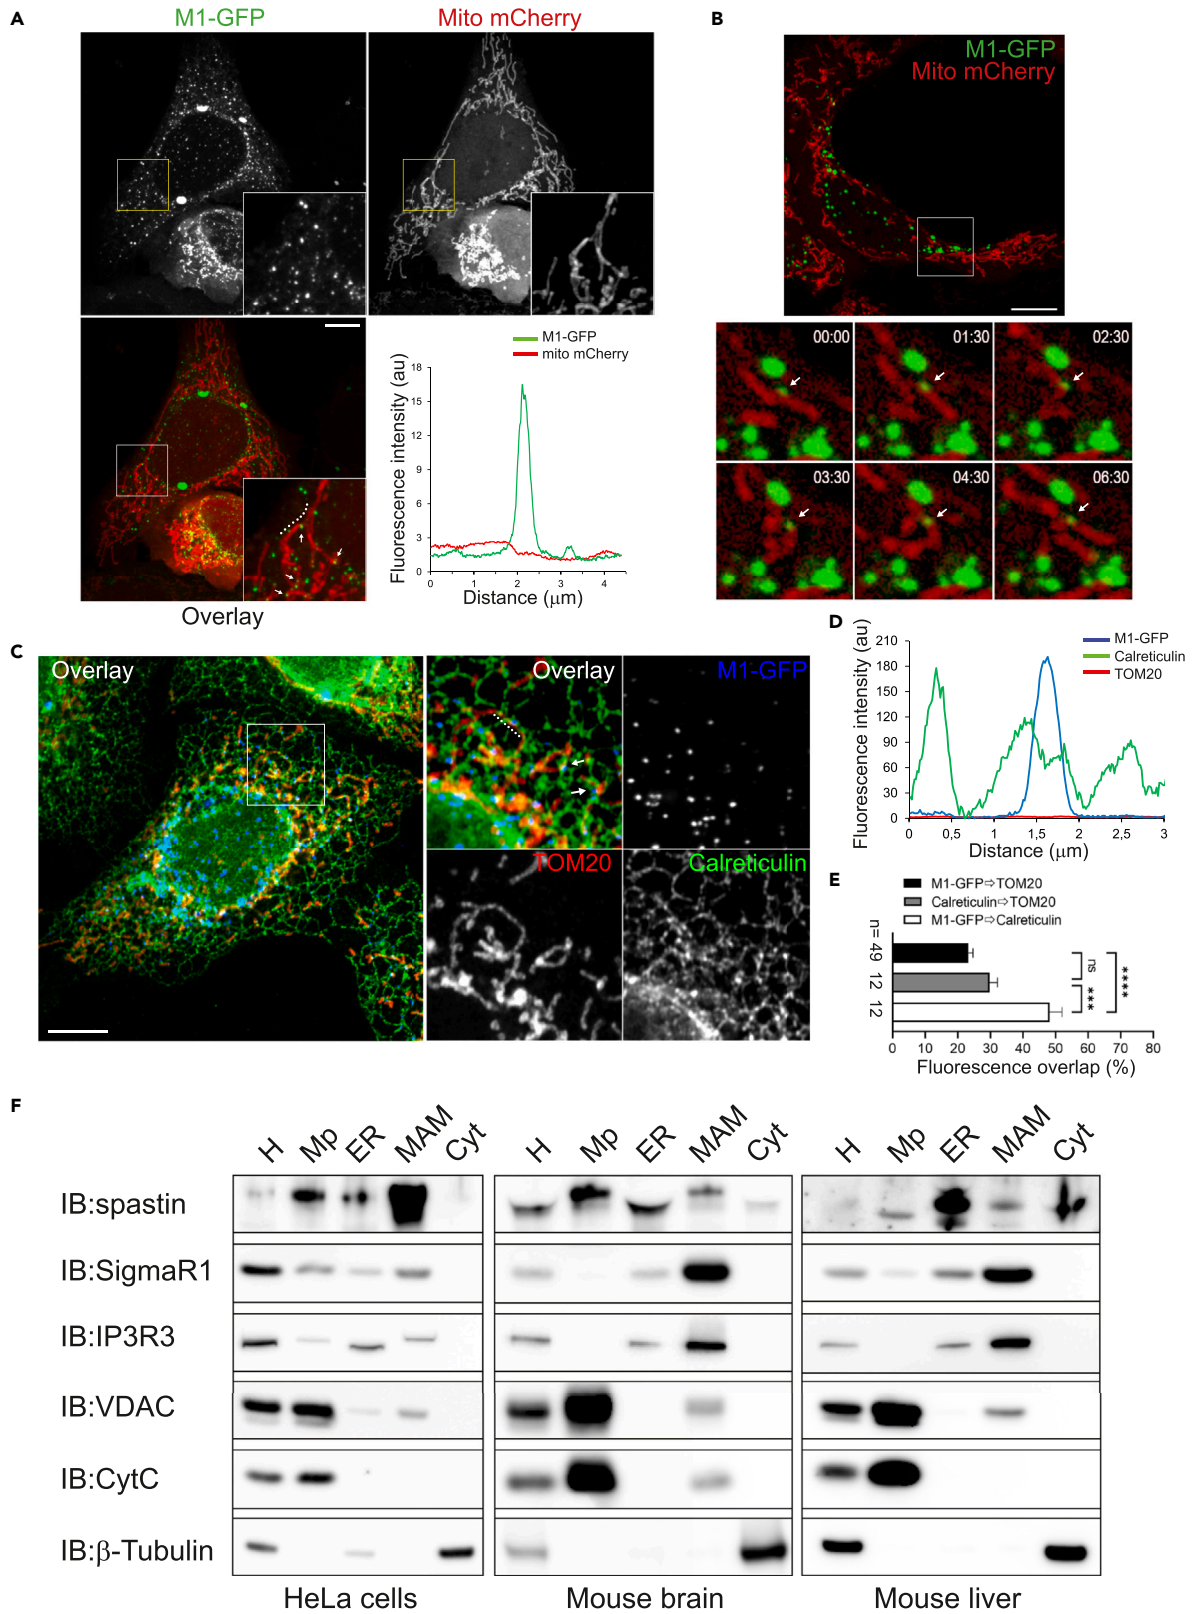 A
M1-GFP
Mito mCherry
Overlay
M1-GFP
mito mCherry
Fluorescence intensity (au)
18
15
12
9
6
3
0
0 1 2 3 4
Distance (μm)
B
M1-GFP
Mito mCherry
00:00
01:30
02:30
03:30
04:30
06:30
C
Overlay
Overlay
M1-GFP
TOM20
Calreticulin
D
M1-GFP
Calreticulin
TOM20
Fluorescence intensity (au)
210
180
150
120
90
60
30
0
0 0,5 1 1,5 2 2,5 3
Distance (μm)
E
M1-GFP⇨TOM20
Calreticulin⇨TOM20
M1-GFP⇨Calreticulin
n=
49
12
12
ns
***
****
0 10 20 30 40 50 60 70 80
Fluorescence overlap (%)
F
H Mp ER MAM Cyt
H Mp ER MAM Cyt
H Mp ER MAM Cyt
IB:spastin
IB:SigmaR1
IB:IP3R3
IB:VDAC
IB:CytC
IB:β-Tubulin
HeLa cells
Mouse brain
Mouse liver